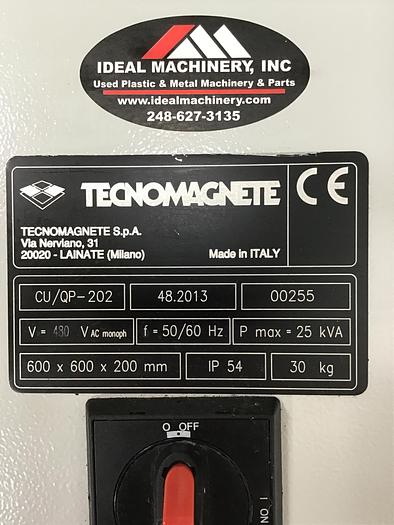 IDEAL MACHINERY, INC
Used Plastic & Metal Machinery & Parts
www.idealmachinery.com
248-627-3135
TECNOMAGNETE CE
TECNOMAGNETE S.p.A.
Via Nerviano, 31
20020 - LAINATE (Milano) Made in ITALY
CU/QP-202 48.2013 00255
V = 480 V AC monoph f = 50/60 Hz P max = 25 kVA
600 x 600 x 200 mm IP 54 30 kg
O OFF
NO I